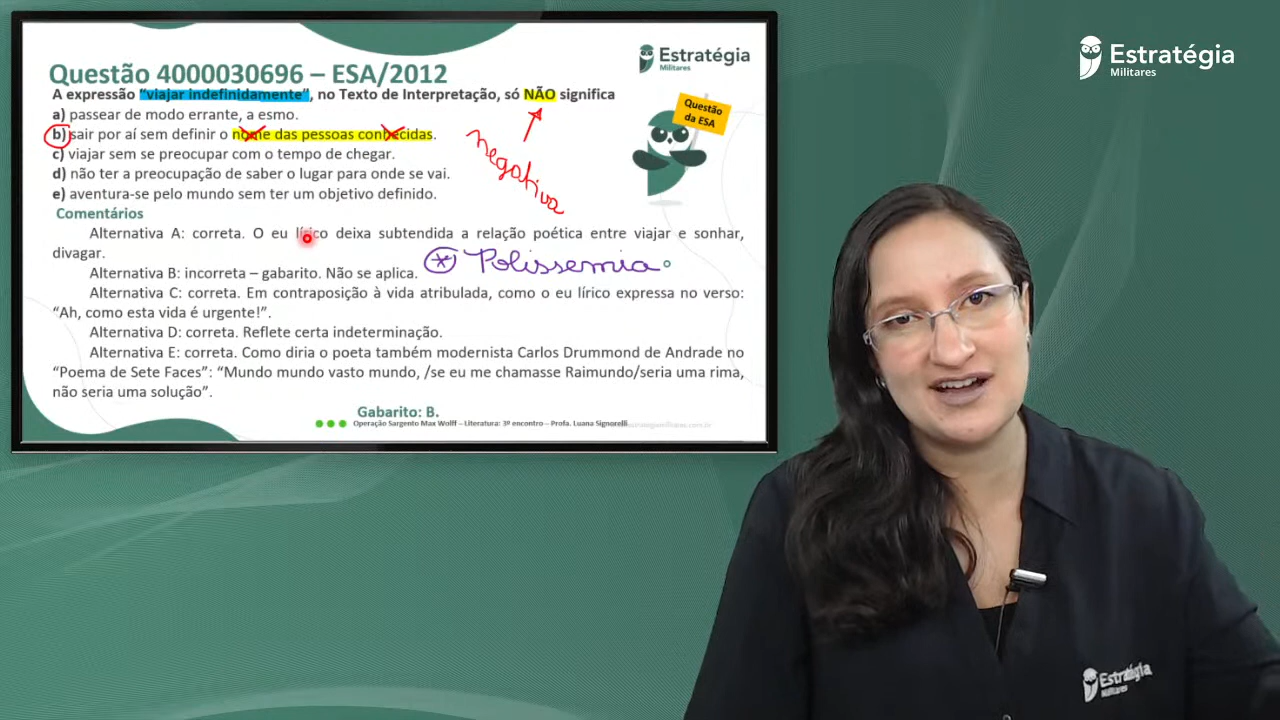 Questão 4000030696 – ESA/2012
Estratégia
Militares
A expressão “viajar indefinidamente”, no Texto de Interpretação, só NÃO significa
a) passear de modo errante, a esmo.
b) sair por aí sem definir o nome das pessoas conhecidas.
c) viajar sem se preocupar com o tempo de chegar.
d) não ter a preocupação de saber o lugar para onde se vai.
e) aventura-se pelo mundo sem ter um objetivo definido.
Questão
da ESA
negativa
Comentários
Alternativa A: correta. O eu lírico deixa subtendida a relação poética entre viajar e sonhar,
divagar.
Alternativa B: incorreta – gabarito. Não se aplica.
* Polissemia
Alternativa C: correta. Em contraposição à vida atribulada, como o eu lírico expressa no verso:
“Ah, como esta vida é urgente!”.
Alternativa D: correta. Reflete certa indeterminação.
Alternativa E: correta. Como diria o poeta também modernista Carlos Drummond de Andrade no
“Poema de Sete Faces”: “Mundo mundo vasto mundo, /se eu me chamasse Raimundo/seria uma rima,
não seria uma solução”.
Gabarito: B.
Operação Sargento Max Wolff – Literatura: 3º encontro – Profa. Luana Signorelli
Estratégia
Militares
Estratégia
Militares